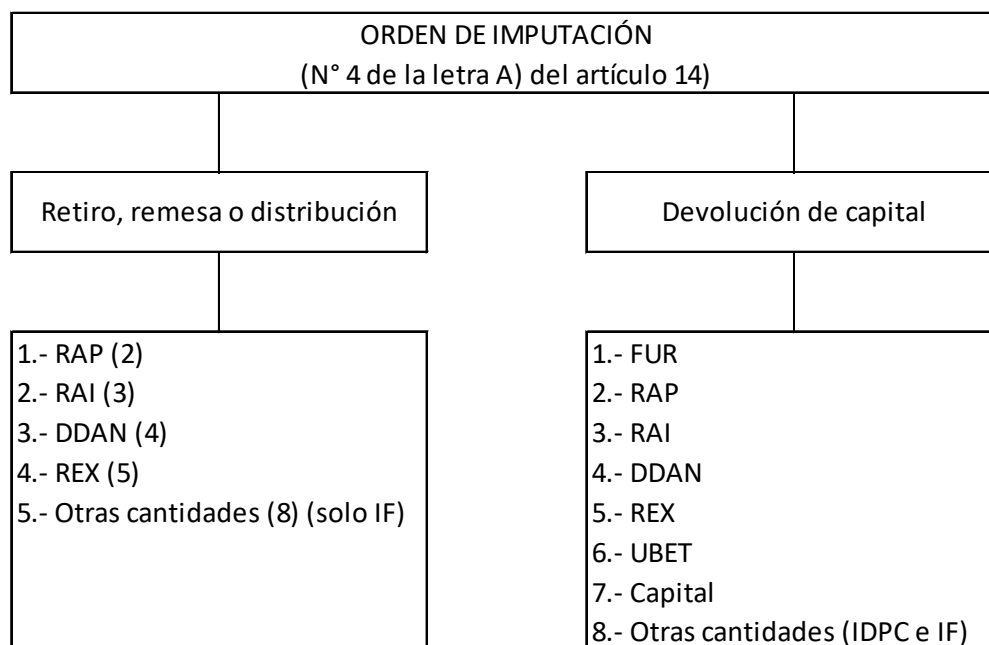 ORDEN DE IMPUTACIÓN
(N° 4 de la letra A) del artículo 14)
Retiro, remesa o distribución
Devolución de capital
1.- RAP (2)
2.- RAI (3)
3.- DDAN (4)
4.- REX (5)
5.- Otras cantidades (8) (solo IF)
1.- FUR
2.- RAP
3.- RAI
4.- DDAN
5.- REX
6.- UBET
7.- Capital
8.- Otras cantidades (IDPC e IF)